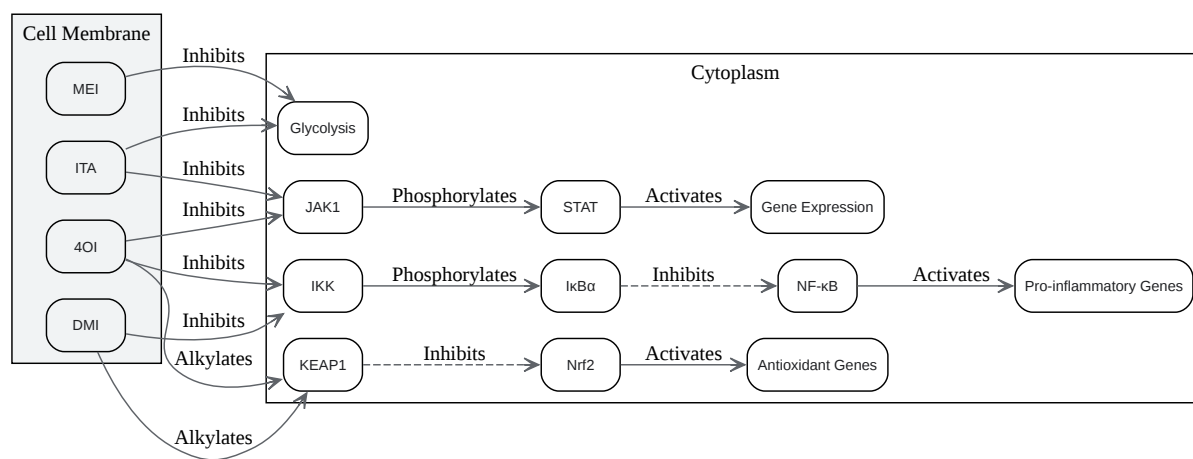 Cell Membrane
MEI
ITA
4OI
DMI
Inhibits
Inhibits
Inhibits
Inhibits
Inhibits
Inhibits
Alkylates
Alkylates
Cytoplasm
Glycolysis
JAK1
Phosphorylates
STAT
Activates
Gene Expression
IKK
Phosphorylates
IκBα
Inhibits
NF-κB
Activates
Pro-inflammatory Genes
KEAP1
Inhibits
Nrf2
Activates
Antioxidant Genes